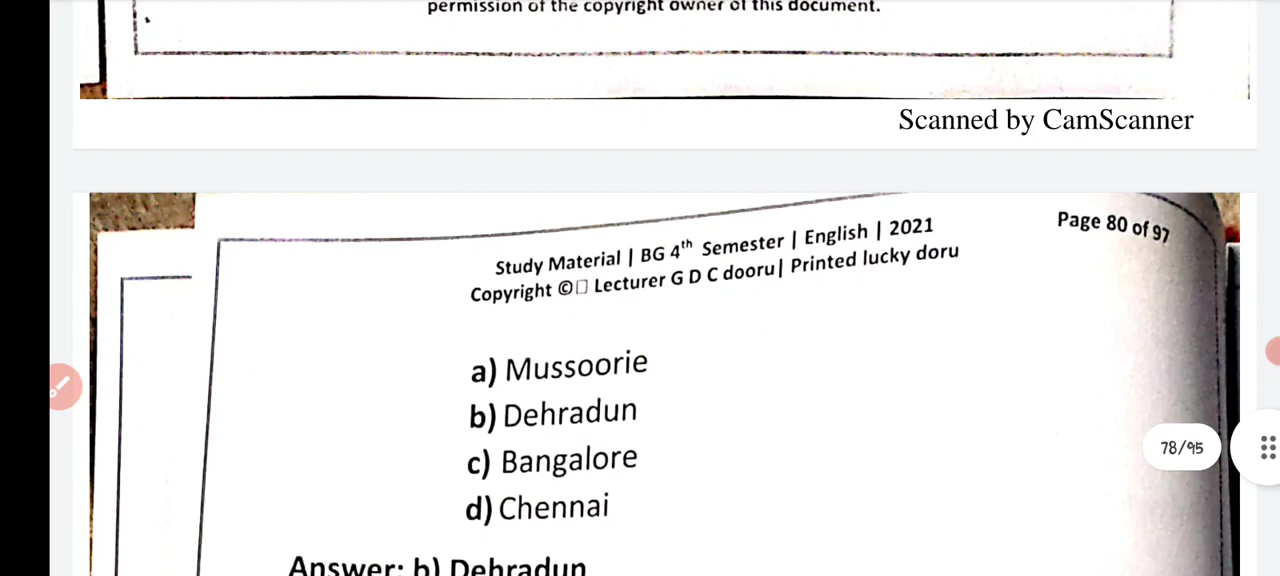 permission of the copyright owner of this document.
Scanned by CamScanner
Page 80 of 97
Study Material | BG 4th Semester | English | 2021
Copyright ©□ Lecturer G D C dooru| Printed lucky doru
a) Mussoorie
b) Dehradun
c) Bangalore
d) Chennai
78/95
Answer: b) Dehradun